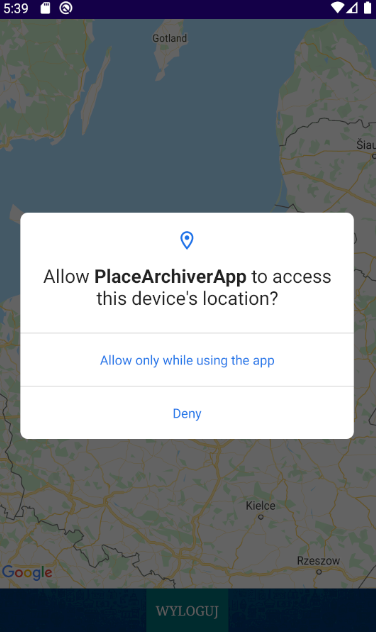 5:39
Gotland
Šiau
Allow PlaceArchiverApp to access
this device's location?
Allow only while using the app
Deny
Kielce
Rzeszow
Google
WYLOGUJ